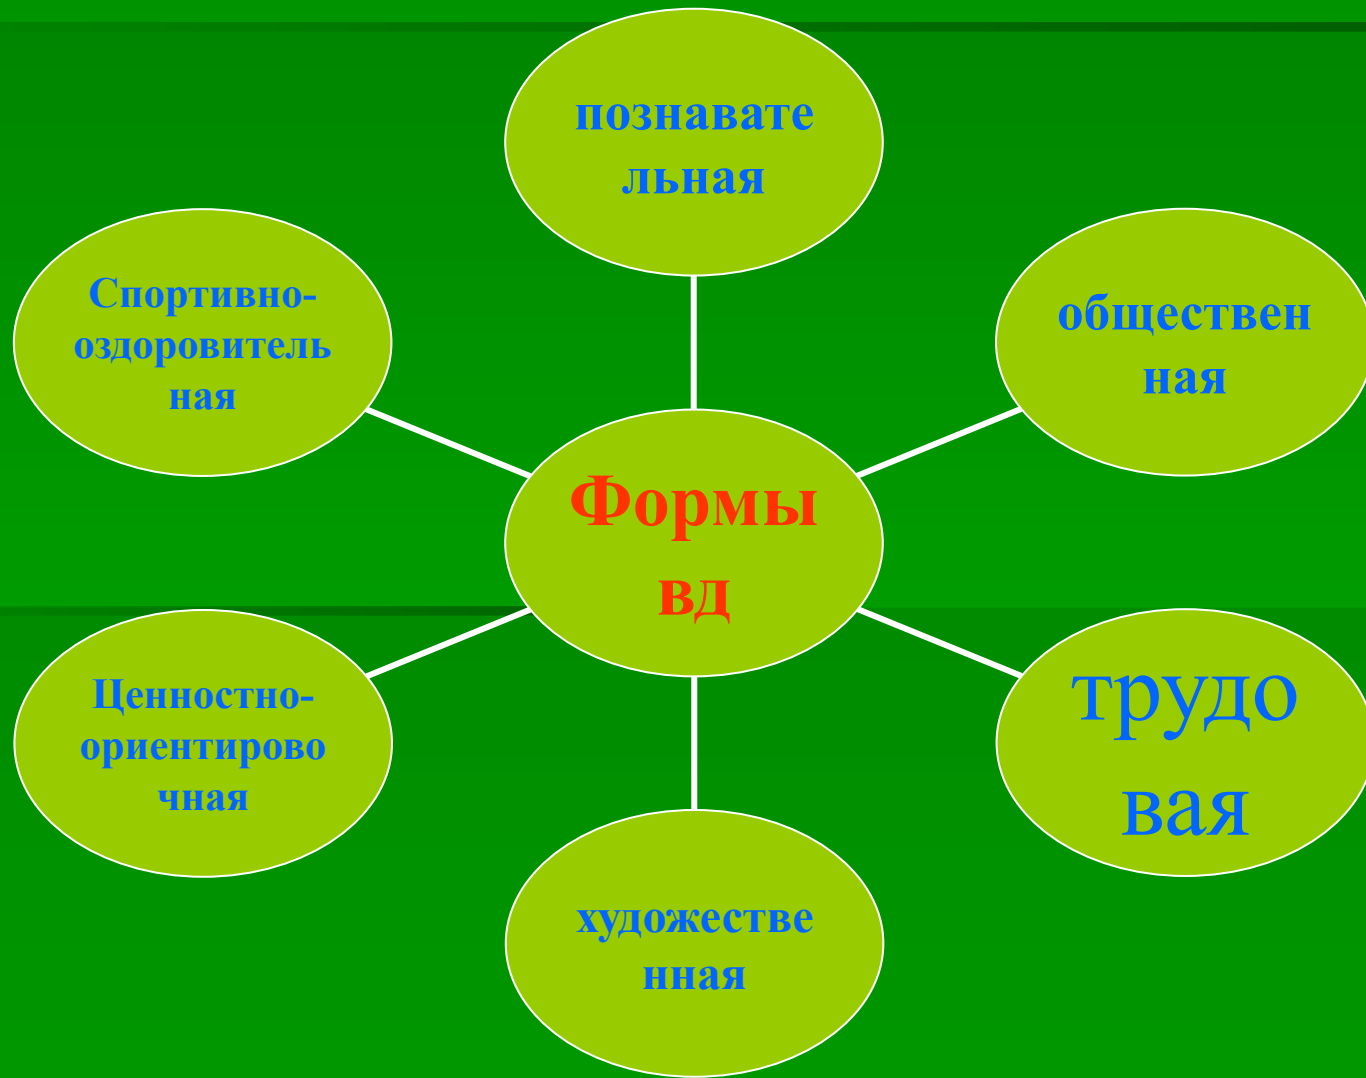 познавате
льная
Спортивно-
оздоровитель
ная
обществен
ная
Формы
вд
Ценностно-
ориентирово
чная
трудо
вая
художестве
нная